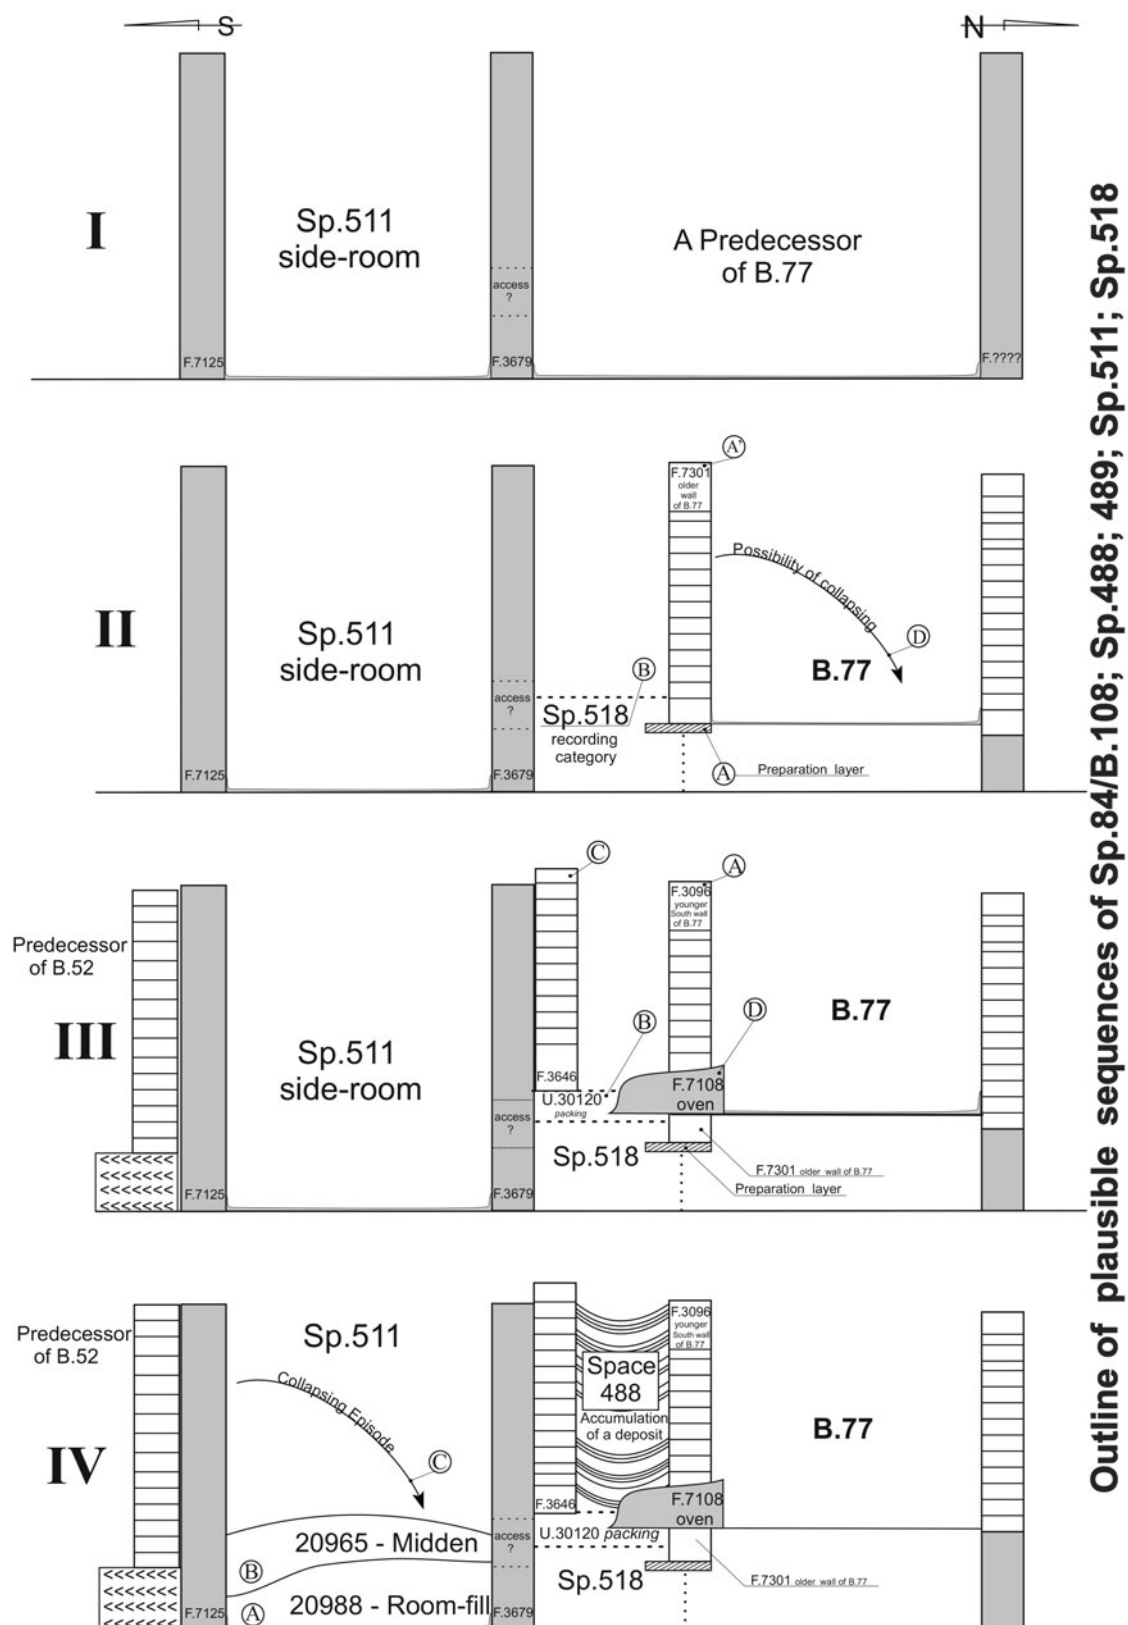 S
N
I
Sp.511
side-room
A Predecessor
of B.77
access
?
F.7125
F.3679
F.????
Outline of plausible sequences of Sp.84/B.108; Sp.488; 489; Sp.511; Sp.518
II
A'
F.7301
older
wall
of B.77
Possibility of collapsing
D
Sp.511
side-room
B.77
B
access
?
Sp.518
recording
category
F.7125
F.3679
A
Preparation layer
III
C
A
F.3096
younger
South wall
of B.77
Predecessor
of B.52
B
D
B.77
Sp.511
side-room
F.3646
U.30120
packing
F.7108
oven
access
?
Sp.518
F.7301 older wall of B.77
Preparation layer
F.7125
F.3679
IV
Predecessor
of B.52
Sp.511
F.3096
younger
South wall
of B.77
Collapsing Episode
C
Space
488
Accumulation
of a deposit
B.77
F.3646
F.7108
oven
access
?
U.30120 packing
20965 - Midden
B
Sp.518
F.7301 older wall of B.77
20988 - Room-fill
A
F.7125
F.3679